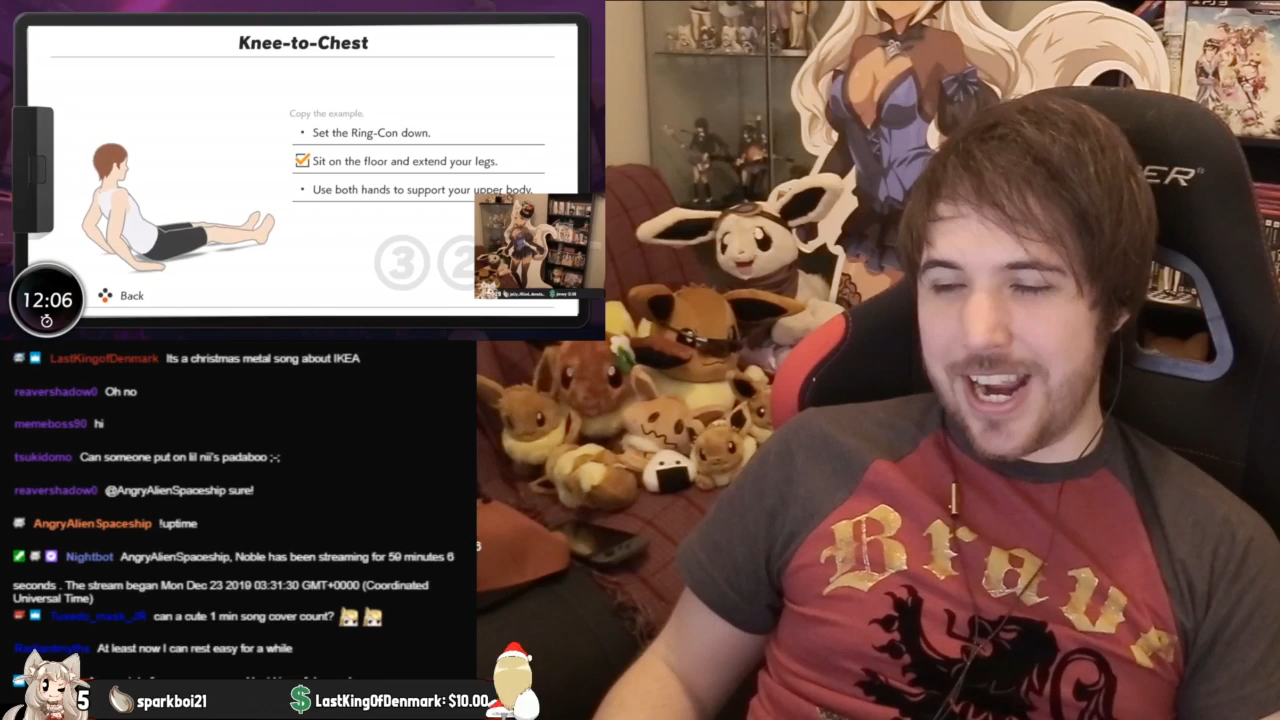 Knee-to-Chest
Copy the example.
• Set the Ring-Con down.
Sit on the floor and extend your legs.
• Use both hands to support your upper body.
3 2
12:06
Back
LastKingofDenmark Its a christmas metal song about IKEA
reavershadow0 Oh no
memeboss90 hi
tsukidomo Can someone put on lil nii's padaboo ;-;
reavershadow0 @AngryAlienSpaceship sure!
AngryAlienSpaceship !uptime
Nightbot AngryAlienSpaceship, Noble has been streaming for 59 minutes 6
seconds . The stream began Mon Dec 23 2019 03:31:30 GMT+0000 (Coordinated
Universal Time)
can a cute 1 min song cover count?
At least now I can rest easy for a while
5 sparkboi21 $ LastKingOfDenmark: $10.00
ER
Brave